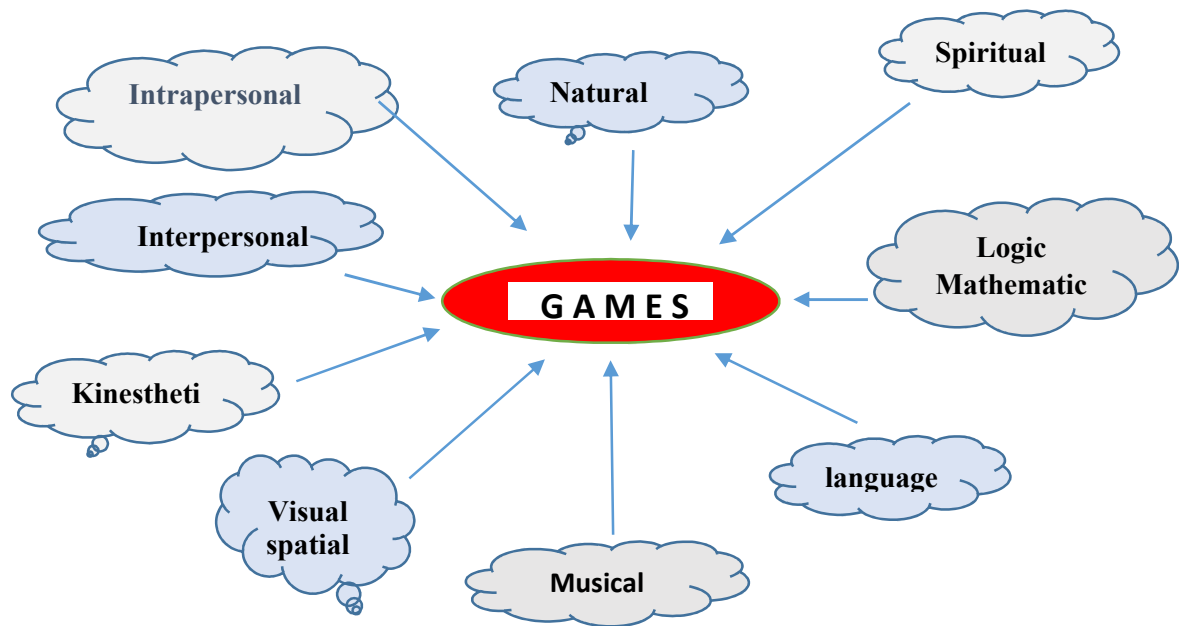 Spiritual
Intrapersonal
Natural
Interpersonal
Logic
Mathematic
G A M E S
Kinestheti
language
Visual
spatial
Musical